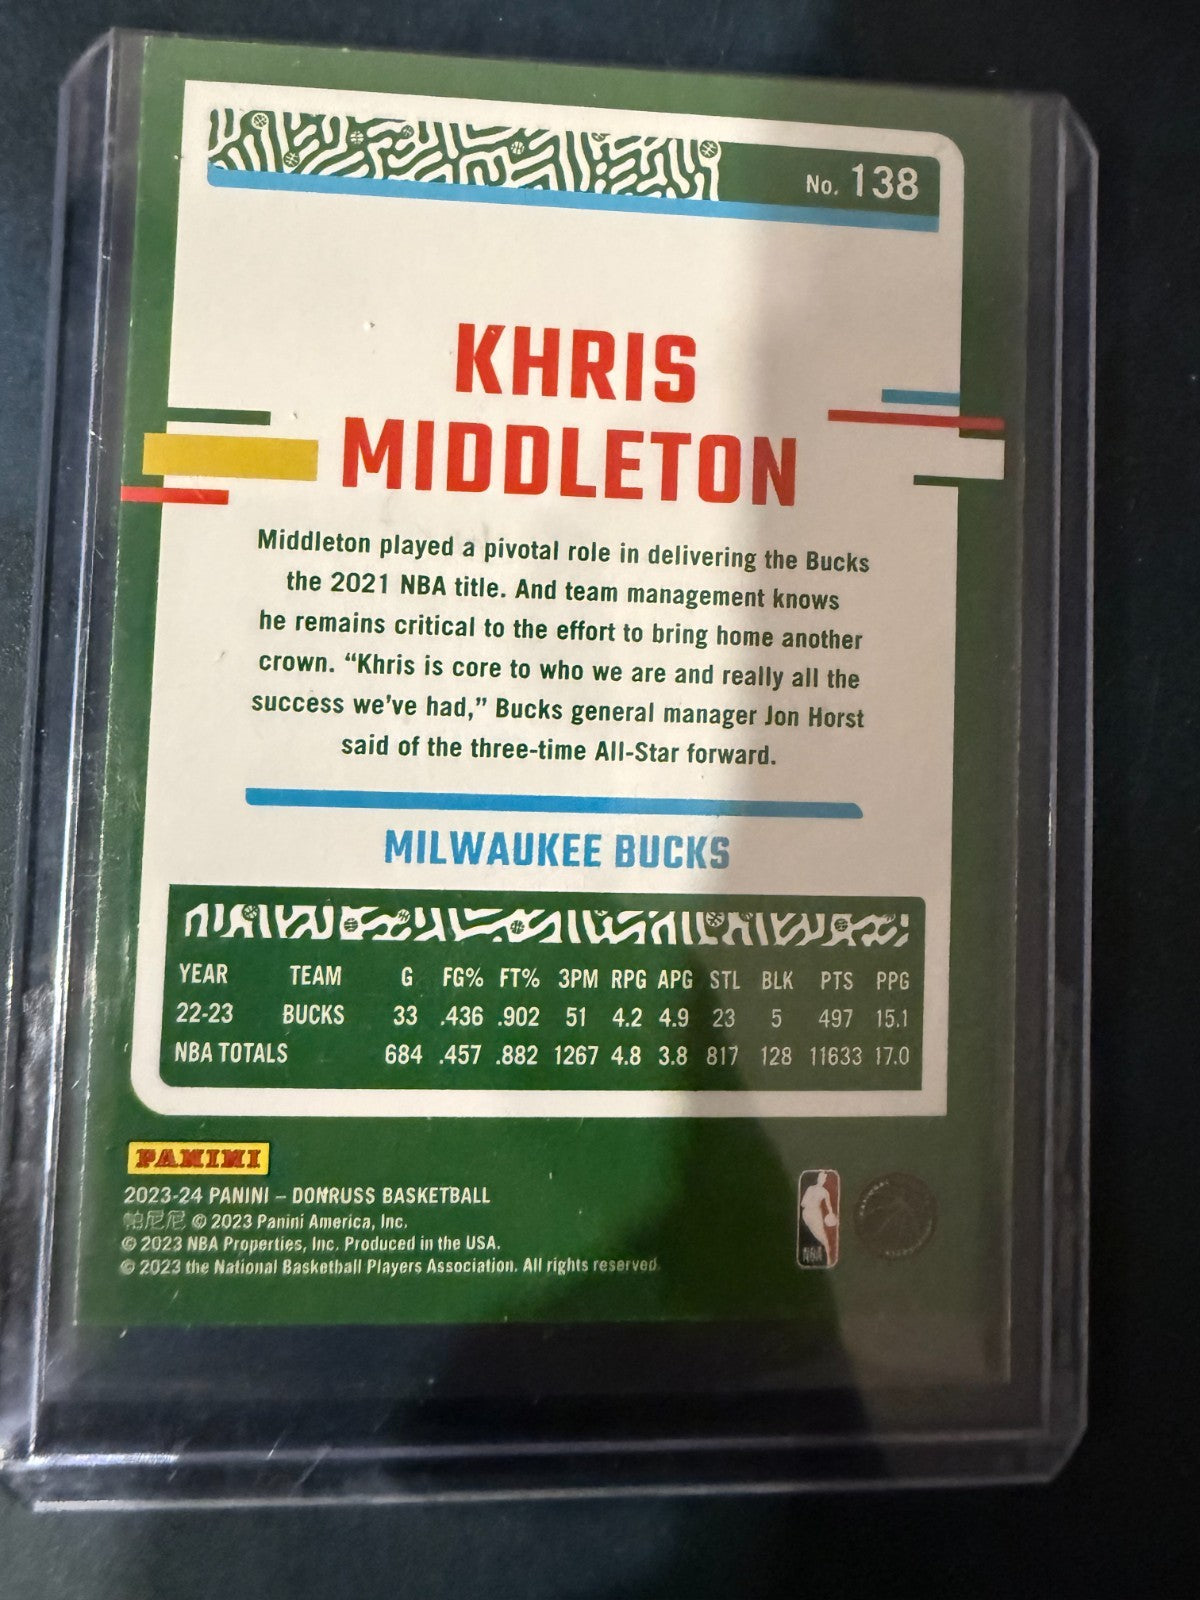 No. 138
KHRIS
MIDDLETON
Middleton played a pivotal role in delivering the Bucks
the 2021 NBA title. And team management knows
he remains critical to the effort to bring home another
crown. “Khris is core to who we are and really all the
success we've had,” Bucks general manager Jon Horst
said of the three-time All-Star forward.
MILWAUKEE BUCKS
YEAR TEAM G FG% FT% 3PM RPG APG STL BLK PTS PPG
22-23 BUCKS 33 .436 .902 51 4.2 4.9 23 5 497 15.1
NBA TOTALS 684 .457 .882 1267 4.8 3.8 817 128 11633 17.0
PANINI
2023-24 PANINI – DONRUSS BASKETBALL
帕尼尼 © 2023 Panini America, Inc.
© 2023 NBA Properties, Inc. Produced in the USA.
© 2023 the National Basketball Players Association. All rights reserved.
NBA